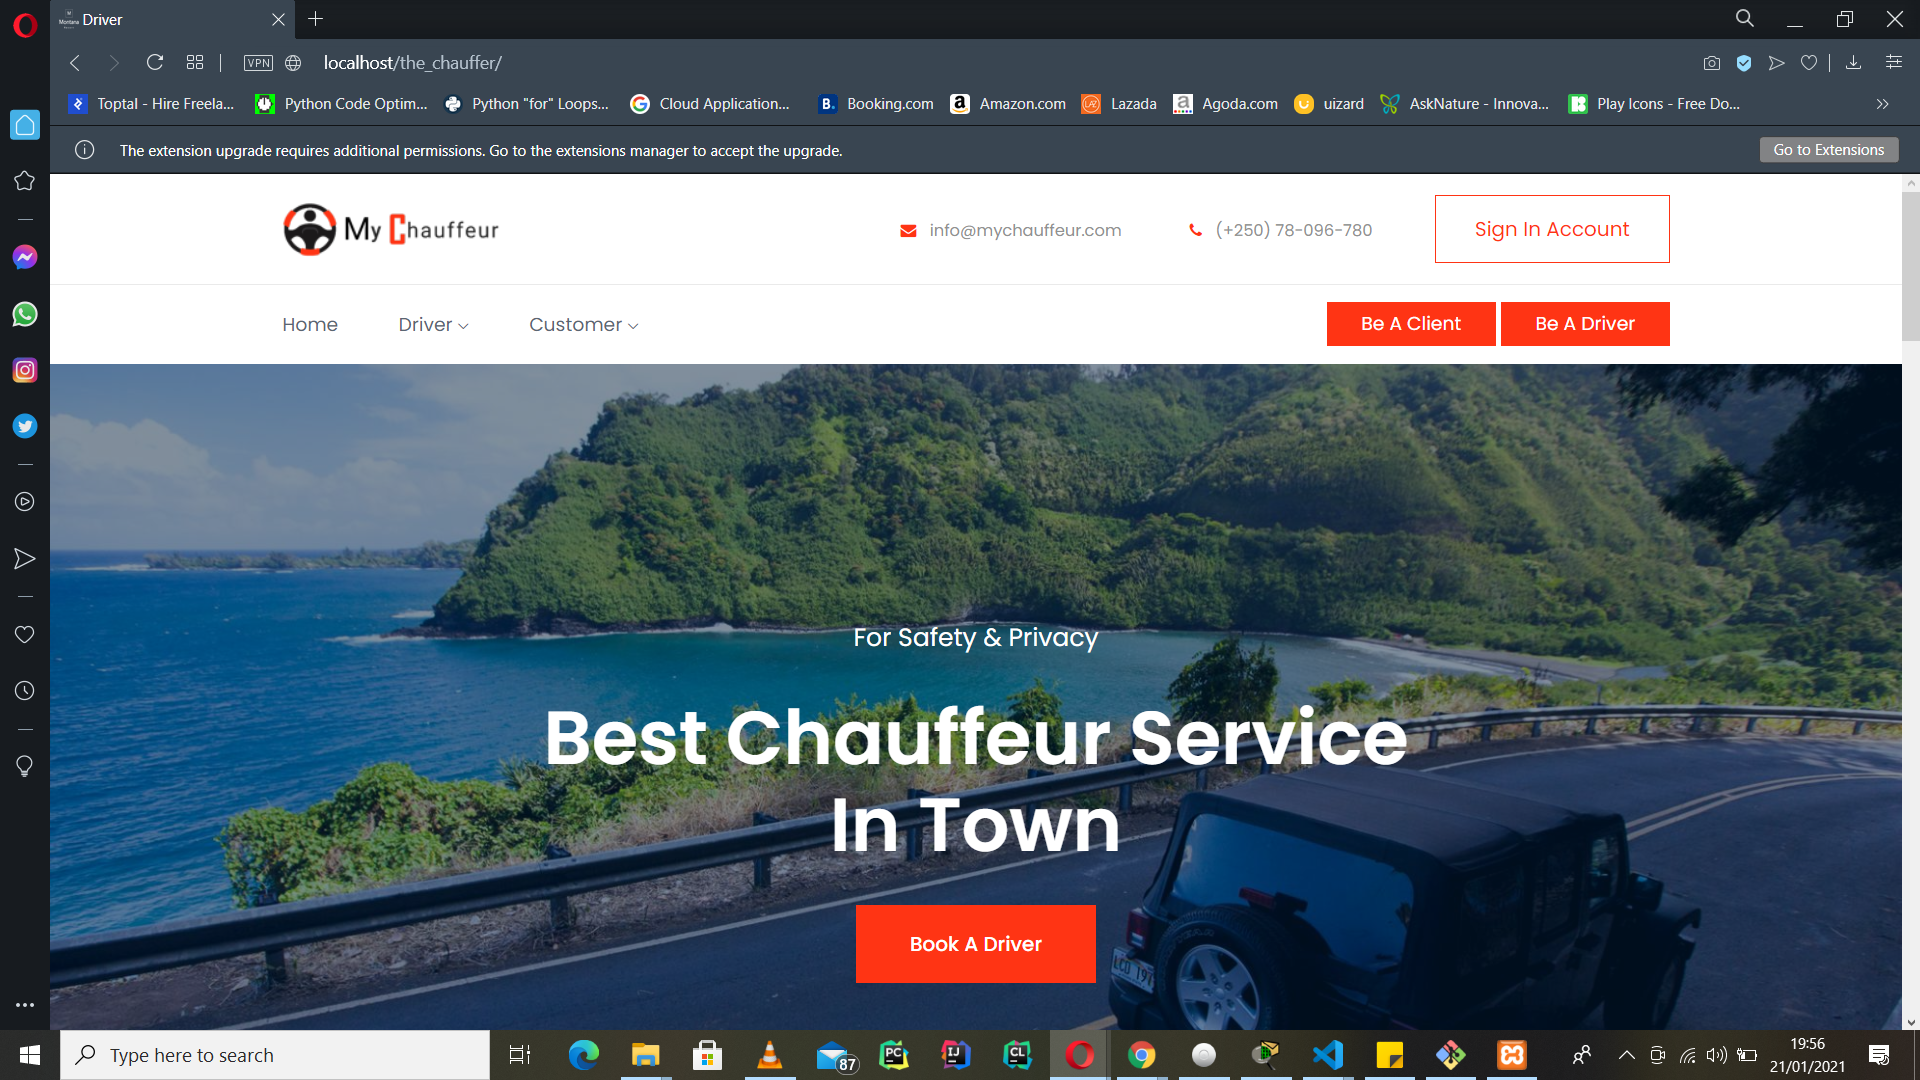 Driver
VPN
localhost/the_chauffer/
Toptal - Hire Freela...
Python Code Optim...
Python "for" Loops...
Cloud Application...
Booking.com
Amazon.com
Lazada
Agoda.com
uizard
AskNature - Innova...
Play Icons - Free Do...
The extension upgrade requires additional permissions. Go to the extensions manager to accept the upgrade.
Go to Extensions
My Chauffeur
info@mychauffeur.com
(+250) 78-096-780
Sign In Account
Home
Driver
Customer
Be A Client
Be A Driver
For Safety & Privacy
Best Chauffeur Service
In Town
Book A Driver
Type here to search
87
PC
IJ
CL
19:56
21/01/2021